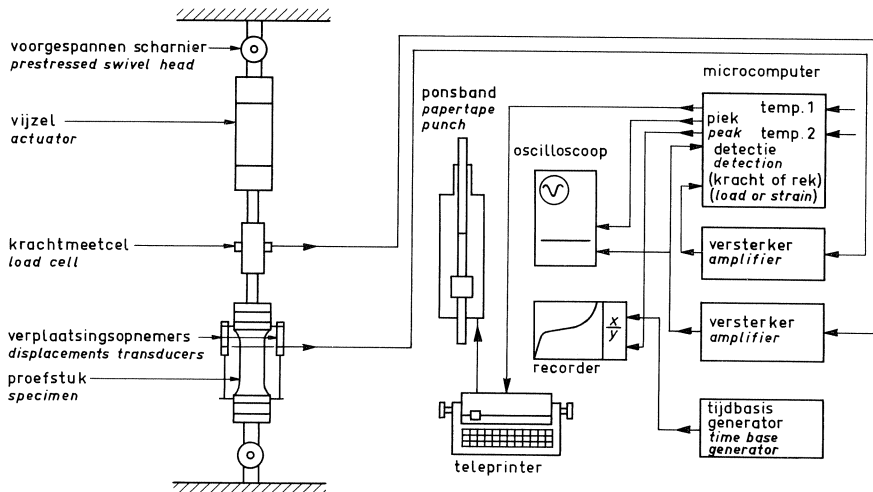 voorgespannen scharnier
prestressed swivel head
vijzel
actuator
krachtmeetcel
load cell
verplaatsingsopnemers
displacements transducers
proefstuk
specimen
ponsband
papertape
punch
oscilloscoop
recorder
x
y
teleprinter
microcomputer
temp. 1
piek
peak
temp. 2
detectie
detection
(kracht of rek)
(load or strain)
versterker
amplifier
versterker
amplifier
tijdbasis
generator
time base
generator